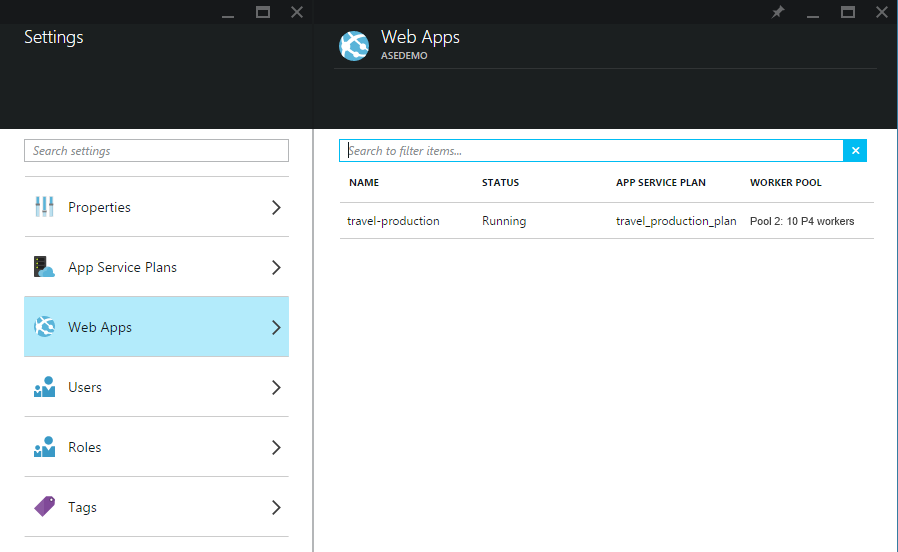 Settings
Search settings
Properties
App Service Plans
Web Apps
Users
Roles
Tags
Web Apps
ASEDEMO
Search to filter items...
NAME STATUS APP SERVICE PLAN WORKER POOL
travel-production Running travel_production_plan Pool 2: 10 P4 workers